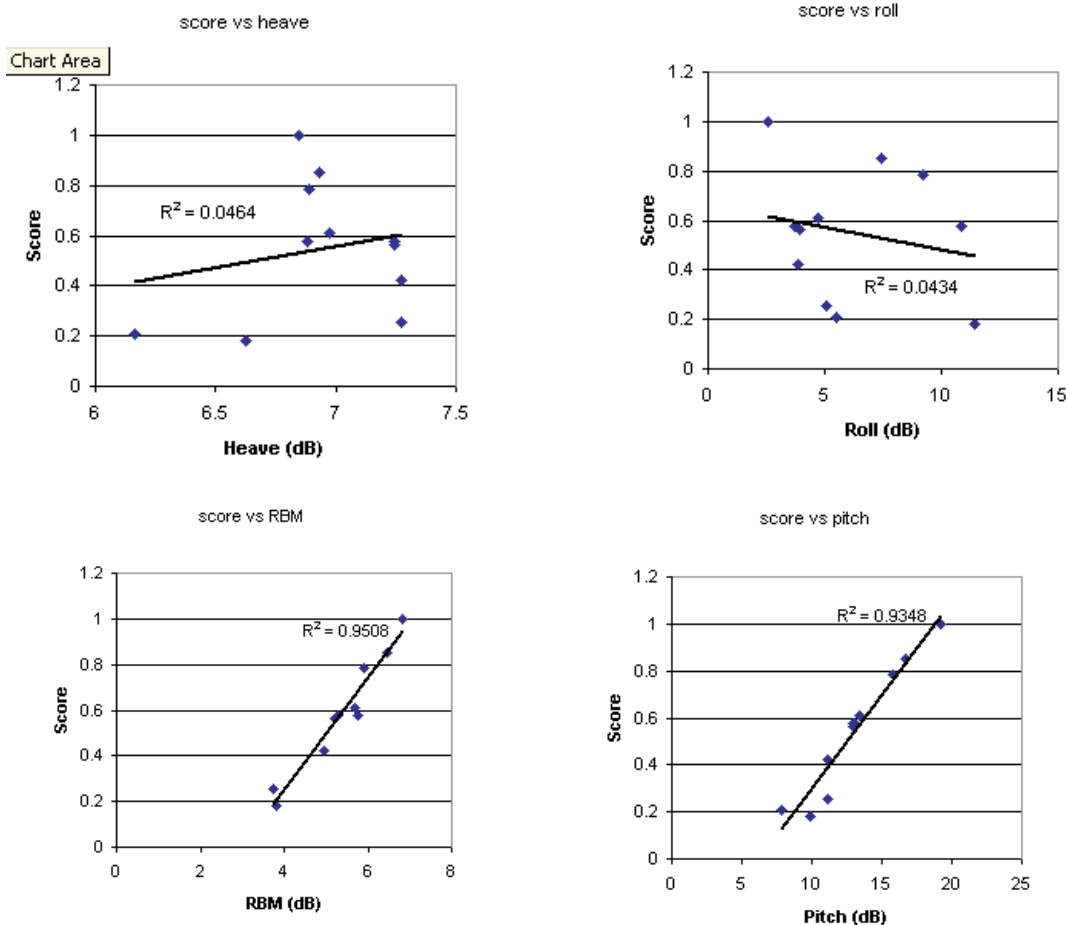 score vs heave
Chart Area
1.2
1
0.8
0.6
0.4
0.2
0
Score
R² = 0.0464
6 6.5 7 7.5
Heave (dB)
score vs roll
1.2
1
0.8
0.6
0.4
0.2
0
Score
R² = 0.0434
0 5 10 15
Roll (dB)
score vs RBM
1.2
1
0.8
0.6
0.4
0.2
0
Score
R² = 0.9508
0 2 4 6 8
RBM (dB)
score vs pitch
1.2
1
0.8
0.6
0.4
0.2
0
Score
R² = 0.9348
0 5 10 15 20 25
Pitch (dB)